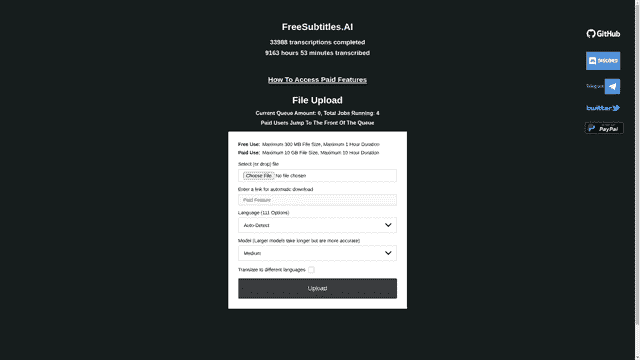 FreeSubtitles.AI
33988 transcriptions completed
9163 hours 53 minutes transcribed
How To Access Paid Features
File Upload
Current Queue Amount: 0, Total Jobs Running: 4
Paid Users Jump To The Front Of The Queue
Free Use: Maximum 300 MB File Size, Maximum 1 Hour Duration
Paid Use: Maximum 10 GB File Size, Maximum 10 Hour Duration
Select (or drop) file
Choose File No file chosen
Enter a link for automatic download
Paid Feature
Language (111 Options)
Auto-Detect
Model (Larger models take longer but are more accurate)
Medium
Translate to different languages
Upload
GitHub
DISCORD
Telegram
twitter
PayPal